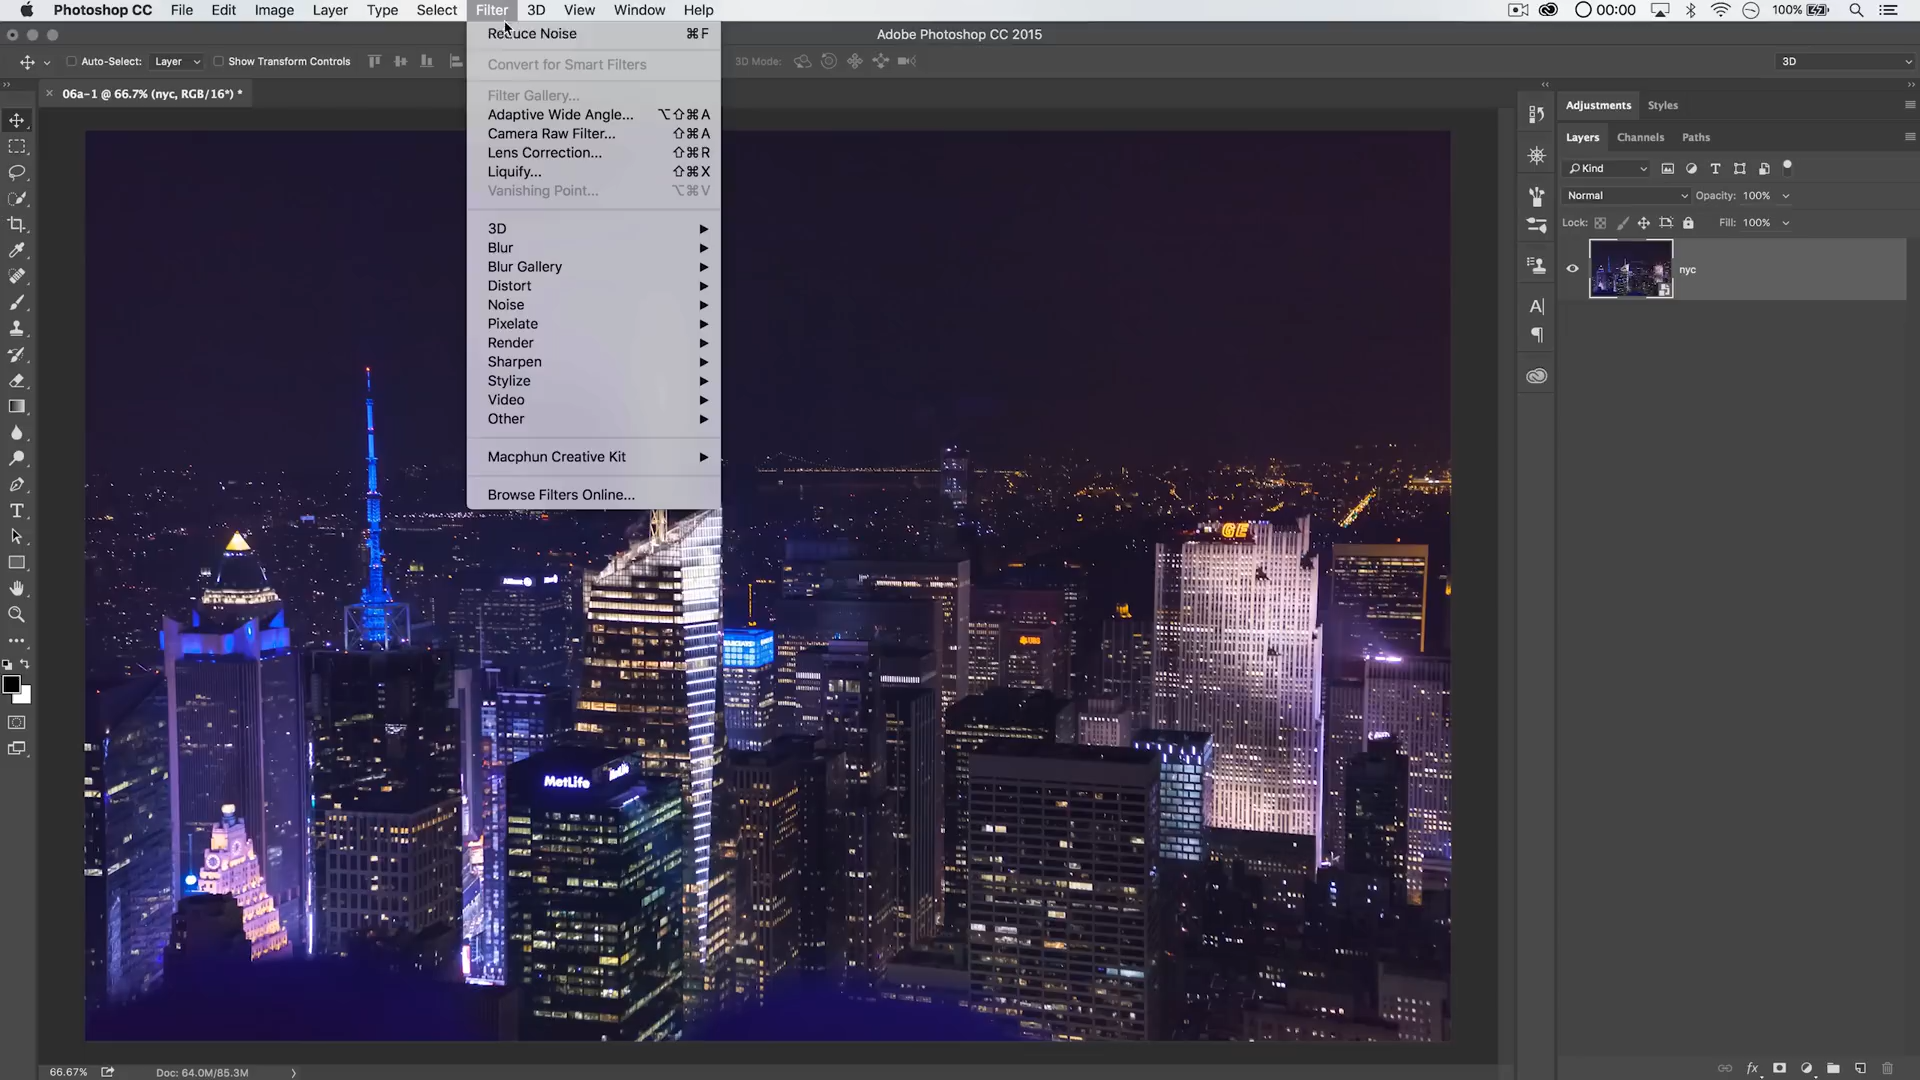 Photoshop CC File Edit Image Layer Type Select Filter 3D View Window Help 00:00 100%
Adobe Photoshop CC 2015
Auto-Select: Layer Show Transform Controls 3D Mode: 3D
06a-1 @ 66.7% (nyc, RGB/16*) *
Reduce Noise ⌘F
Convert for Smart Filters
Filter Gallery...
Adaptive Wide Angle... ⌥⇧⌘A
Camera Raw Filter... ⇧⌘A
Lens Correction... ⇧⌘R
Liquify... ⇧⌘X
Vanishing Point... ⌥⌘V
3D
Blur
Blur Gallery
Distort
Noise
Pixelate
Render
Sharpen
Stylize
Video
Other
Macphun Creative Kit
Browse Filters Online...
Adjustments Styles
Layers Channels Paths
Kind
Normal Opacity: 100%
Lock: Fill: 100%
nyc
GE
Allianz
BARCLAYS
UBS
MetLife
66.67% Doc: 64.0M/85.3M
fx